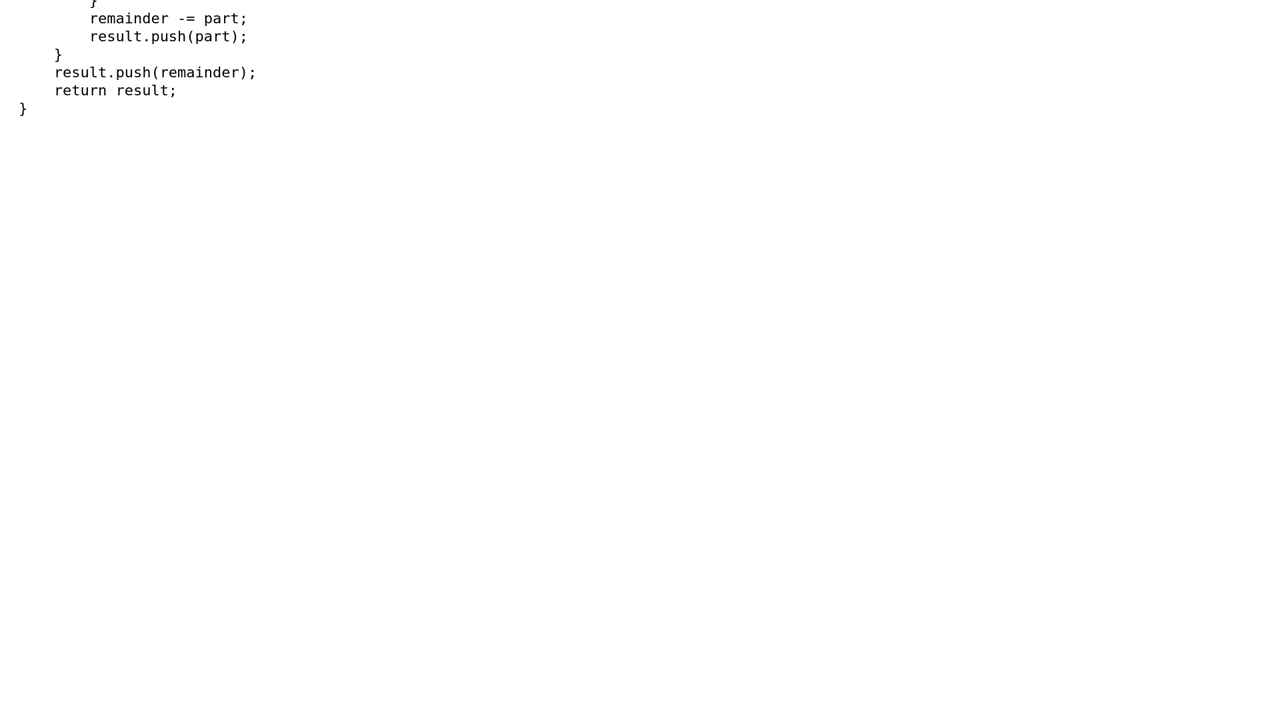 }
        remainder -= part;
        result.push(part);
    }
    result.push(remainder);
    return result;
}